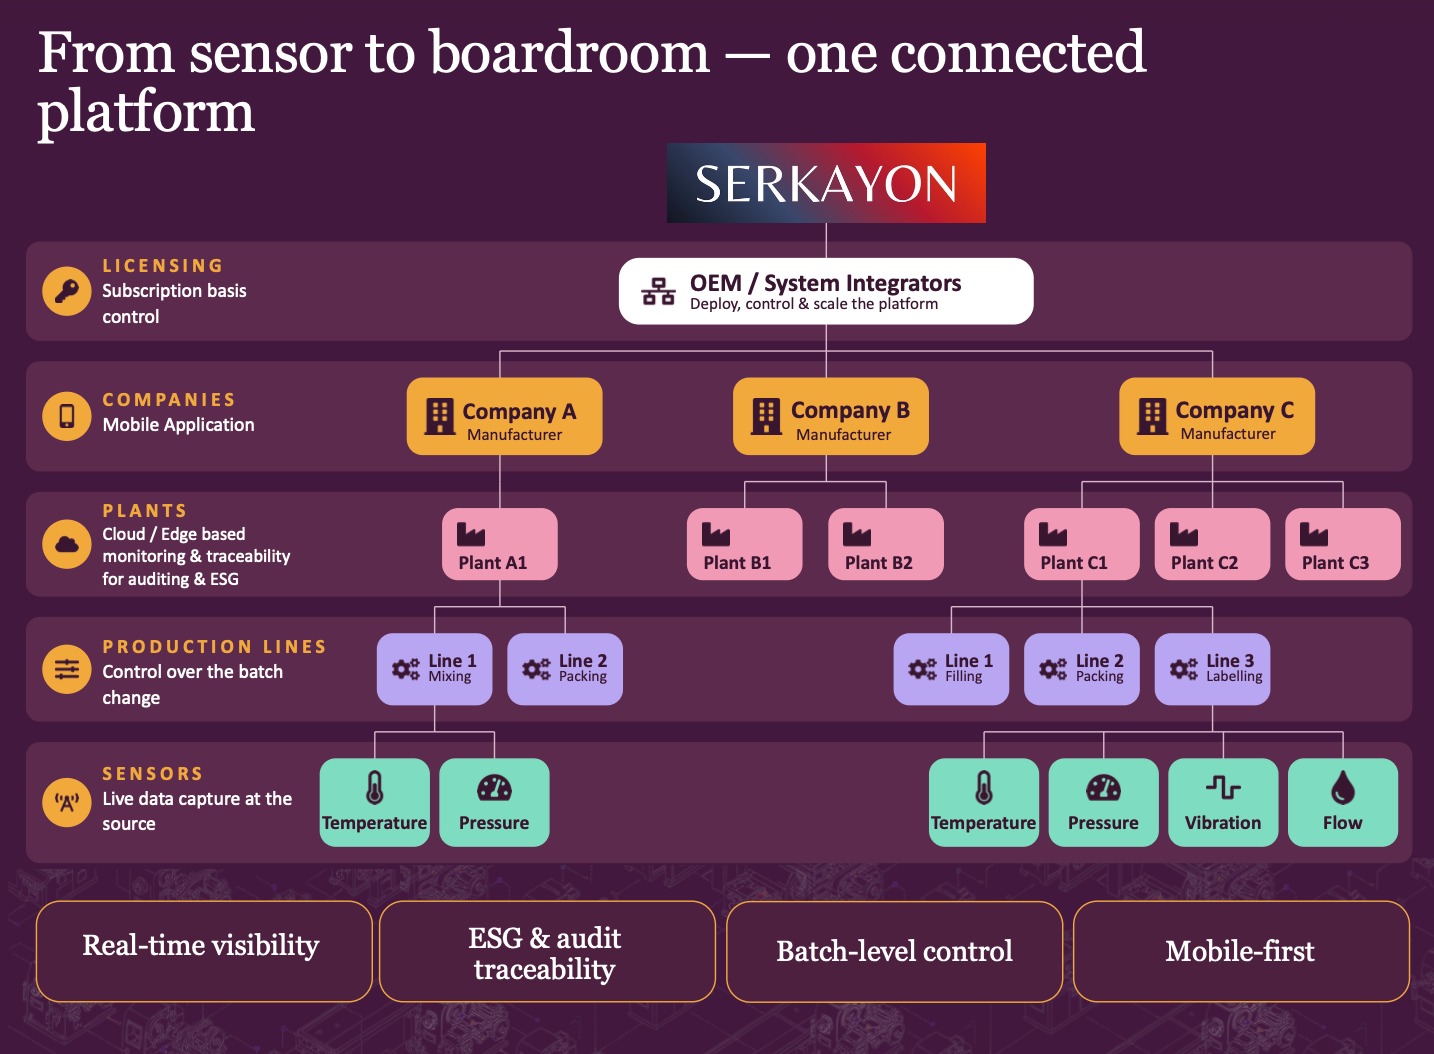 From sensor to boardroom — one connected
platform
SERKAYON
LICENSING
Subscription basis
control
OEM / System Integrators
Deploy, control & scale the platform
COMPANIES
Mobile Application
Company A
Manufacturer
Company B
Manufacturer
Company C
Manufacturer
PLANTS
Cloud / Edge based
monitoring & traceability
for auditing & ESG
Plant A1
Plant B1
Plant B2
Plant C1
Plant C2
Plant C3
PRODUCTION LINES
Control over the batch
change
Line 1
Mixing
Line 2
Packing
Line 1
Filling
Line 2
Packing
Line 3
Labelling
SENSORS
Live data capture at the
source
Temperature
Pressure
Temperature
Pressure
Vibration
Flow
Real-time visibility
ESG & audit
traceability
Batch-level control
Mobile-first